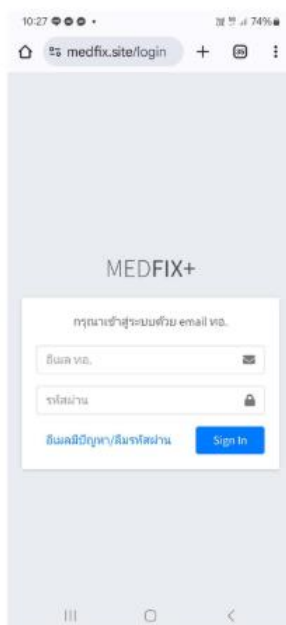 10:27
74%
medfix.site/login
MEDFIX+
กรุณาเข้าสู่ระบบด้วย email ทอ.
อีเมล ทอ.
รหัสผ่าน
อีเมลมีปัญหา/ลืมรหัสผ่าน
Sign In